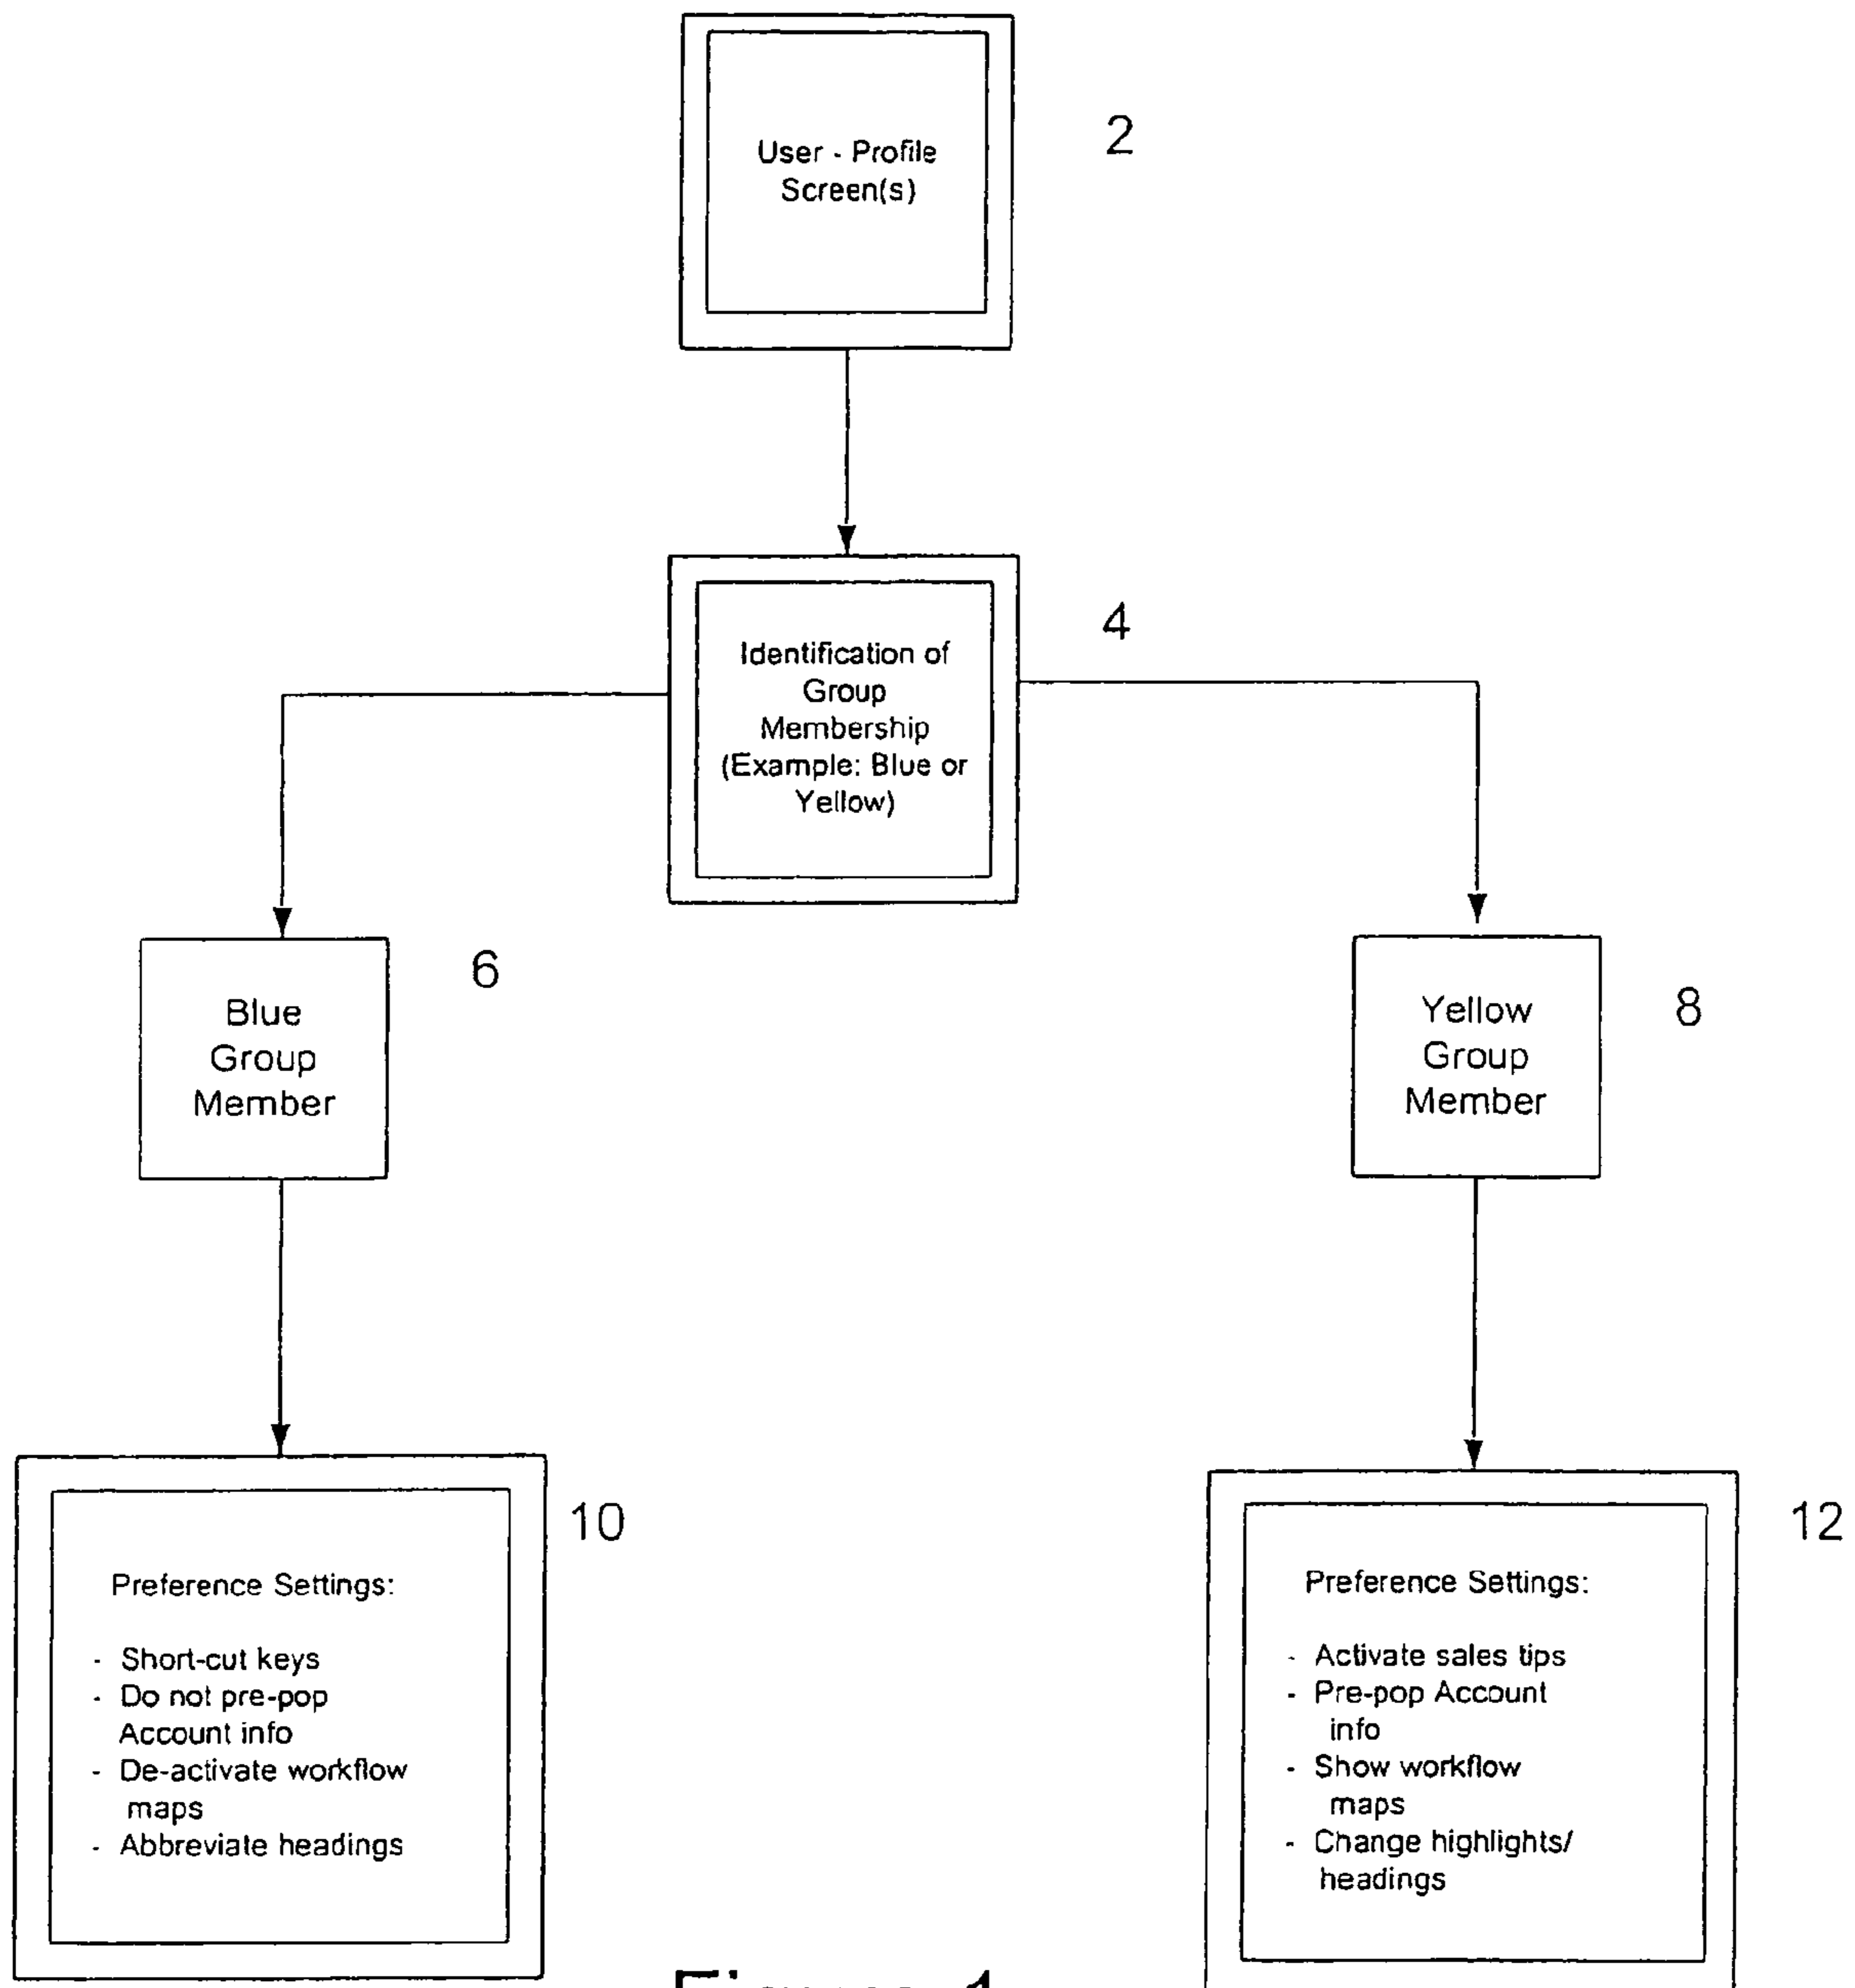 User - Profile
Screen(s)
2
Identification of
Group
Membership
(Example: Blue or
Yellow)
4
Blue
Group
Member
6
Yellow
Group
Member
8
Preference Settings:
- Short-cut keys
- Do not pre-pop
Account info
- De-activate workflow
maps
- Abbreviate headings
10
Preference Settings:
- Activate sales tips
- Pre-pop Account
info
- Show workflow
maps
- Change highlights/
headings
12
Figure 1